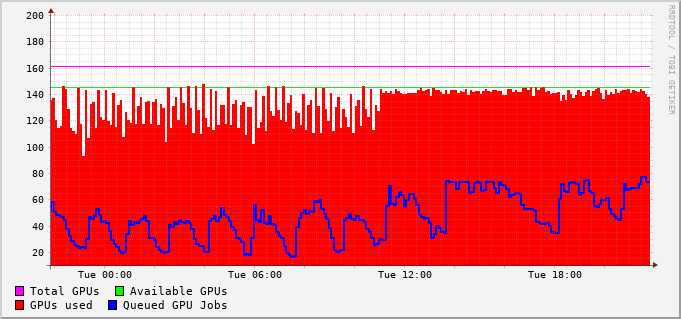 200
180
160
140
120
100
80
60
40
20
Tue 00:00 Tue 06:00 Tue 12:00 Tue 18:00
Total GPUs Available GPUs
GPUs used Queued GPU Jobs
RRDTOOL / TOBI OETIKER